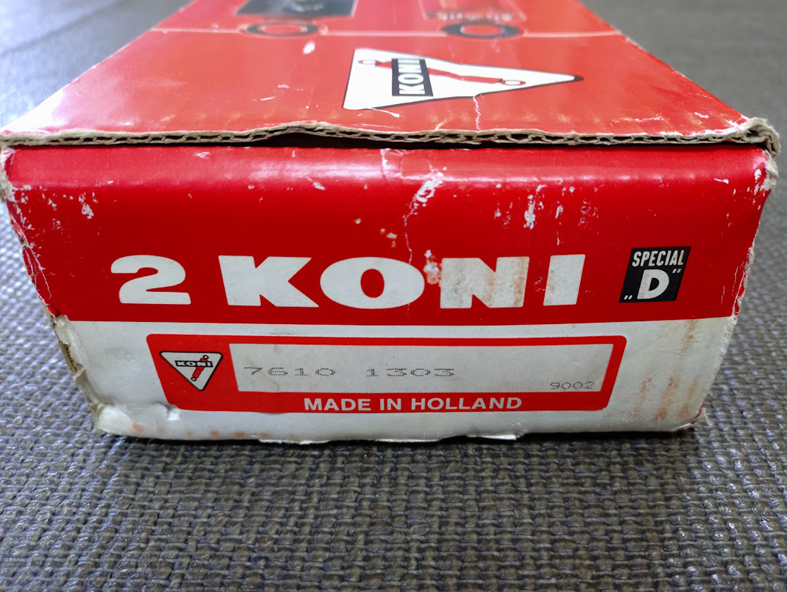 KONI
2 KONI
SPECIAL
„D"
KONI
7610 1303
9002
MADE IN HOLLAND